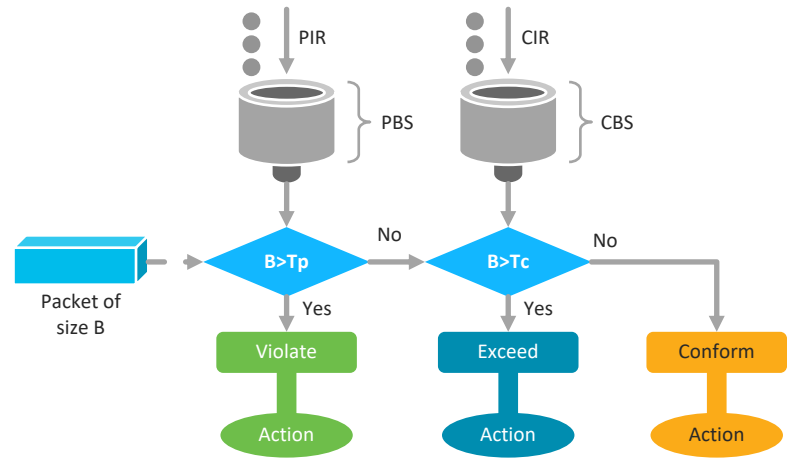 PIR
CIR
PBS
CBS
No
No
B>Tp
B>Tc
Packet of
size B
Yes
Yes
Violate
Exceed
Conform
Action
Action
Action